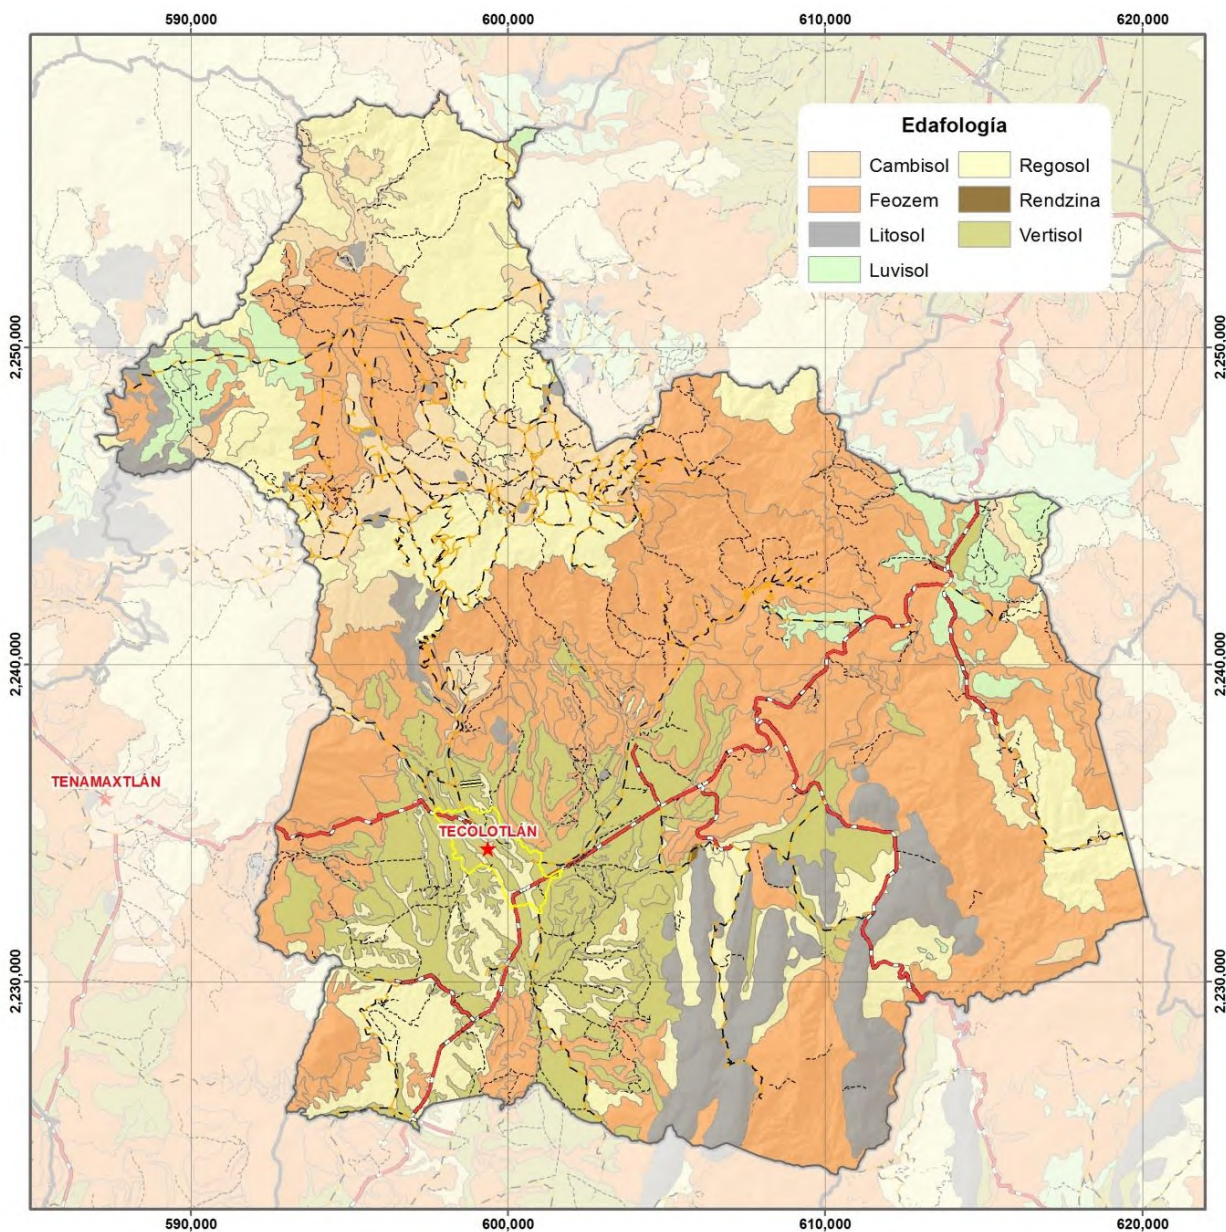 590,000 600,000 610,000 620,000
Edafología
Cambisol Regosol
Feozem Rendzina
Litosol Vertisol
Luvisol
2,250,000 2,250,000
2,240,000 2,240,000
TENAMAXTLÁN
TECOLOTLÁN
2,230,000 2,230,000
590,000 600,000 610,000 620,000